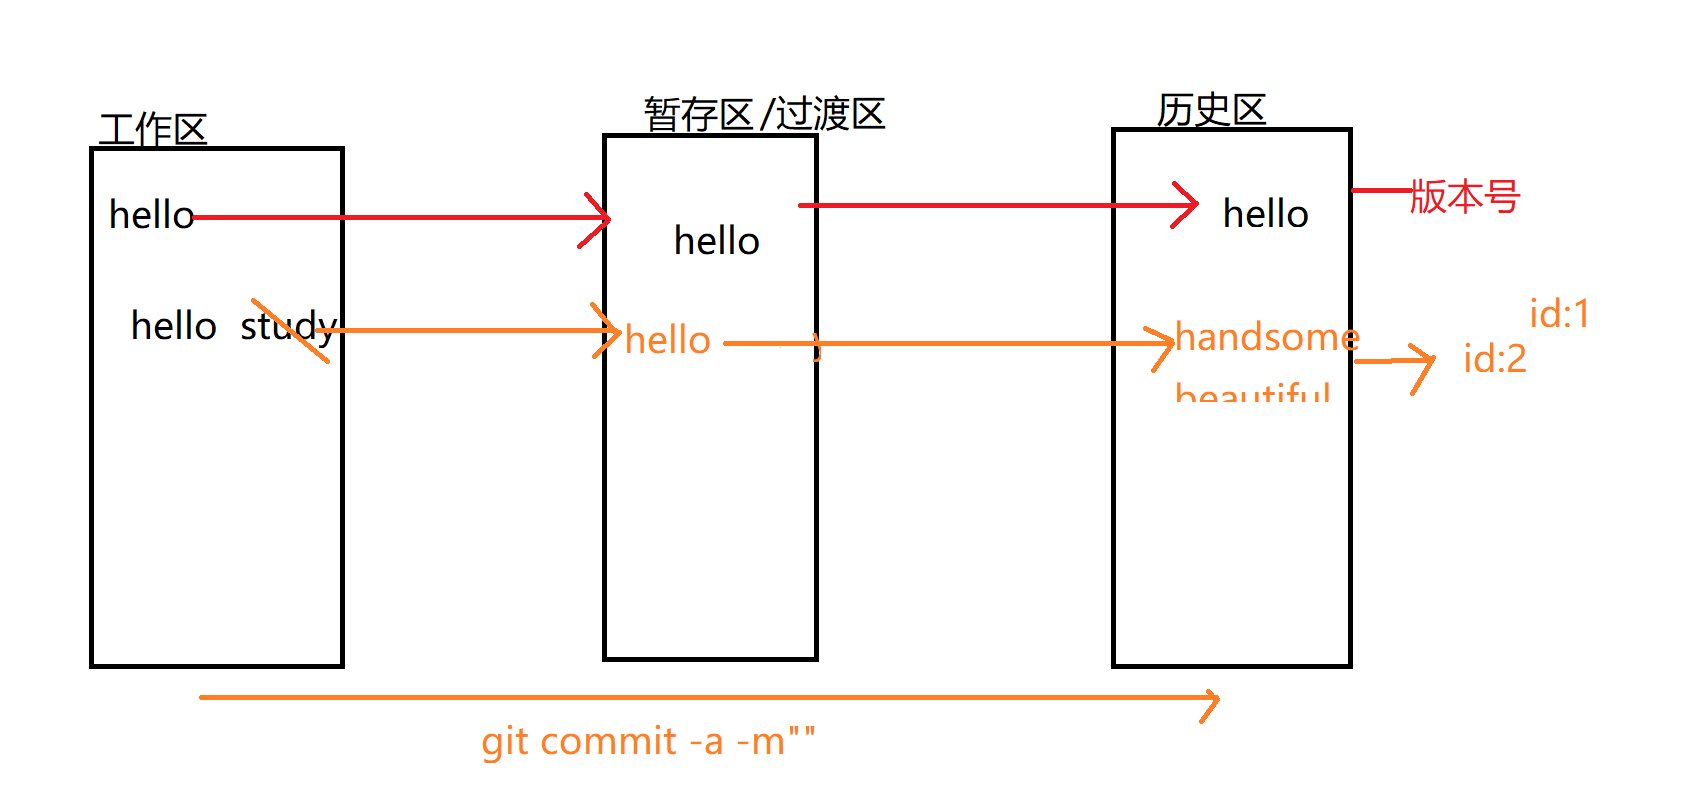 工作区
暂存区/过渡区
历史区
hello
hello
hello
版本号
hello study
hello
handsome
beautiful
id:1
id:2
git commit -a -m""